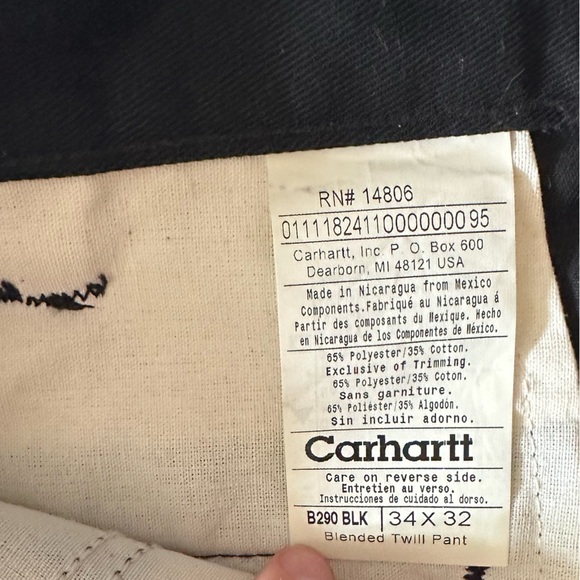 RN# 14806
01111824110000000095
Carhartt, Inc. P. O. Box 600
Dearborn, MI 48121 USA
Made in Nicaragua from Mexico
Components.Fabriqué au Nicaragua á
Partir des composants du Mexique. Hecho
en Nicaragua de los Componentes de México.
65% Polyester/35% Cotton.
Exclusive of Trimming.
65% Polyester/35% Coton.
Sans garniture.
65% Poliéster/35% Algodón.
Sin incluir adorno.
Carhartt
Care on reverse side.
Entretien au verso.
Instrucciones de cuidado al dorso.
B290 BLK 34 X 32
Blended Twill Pant